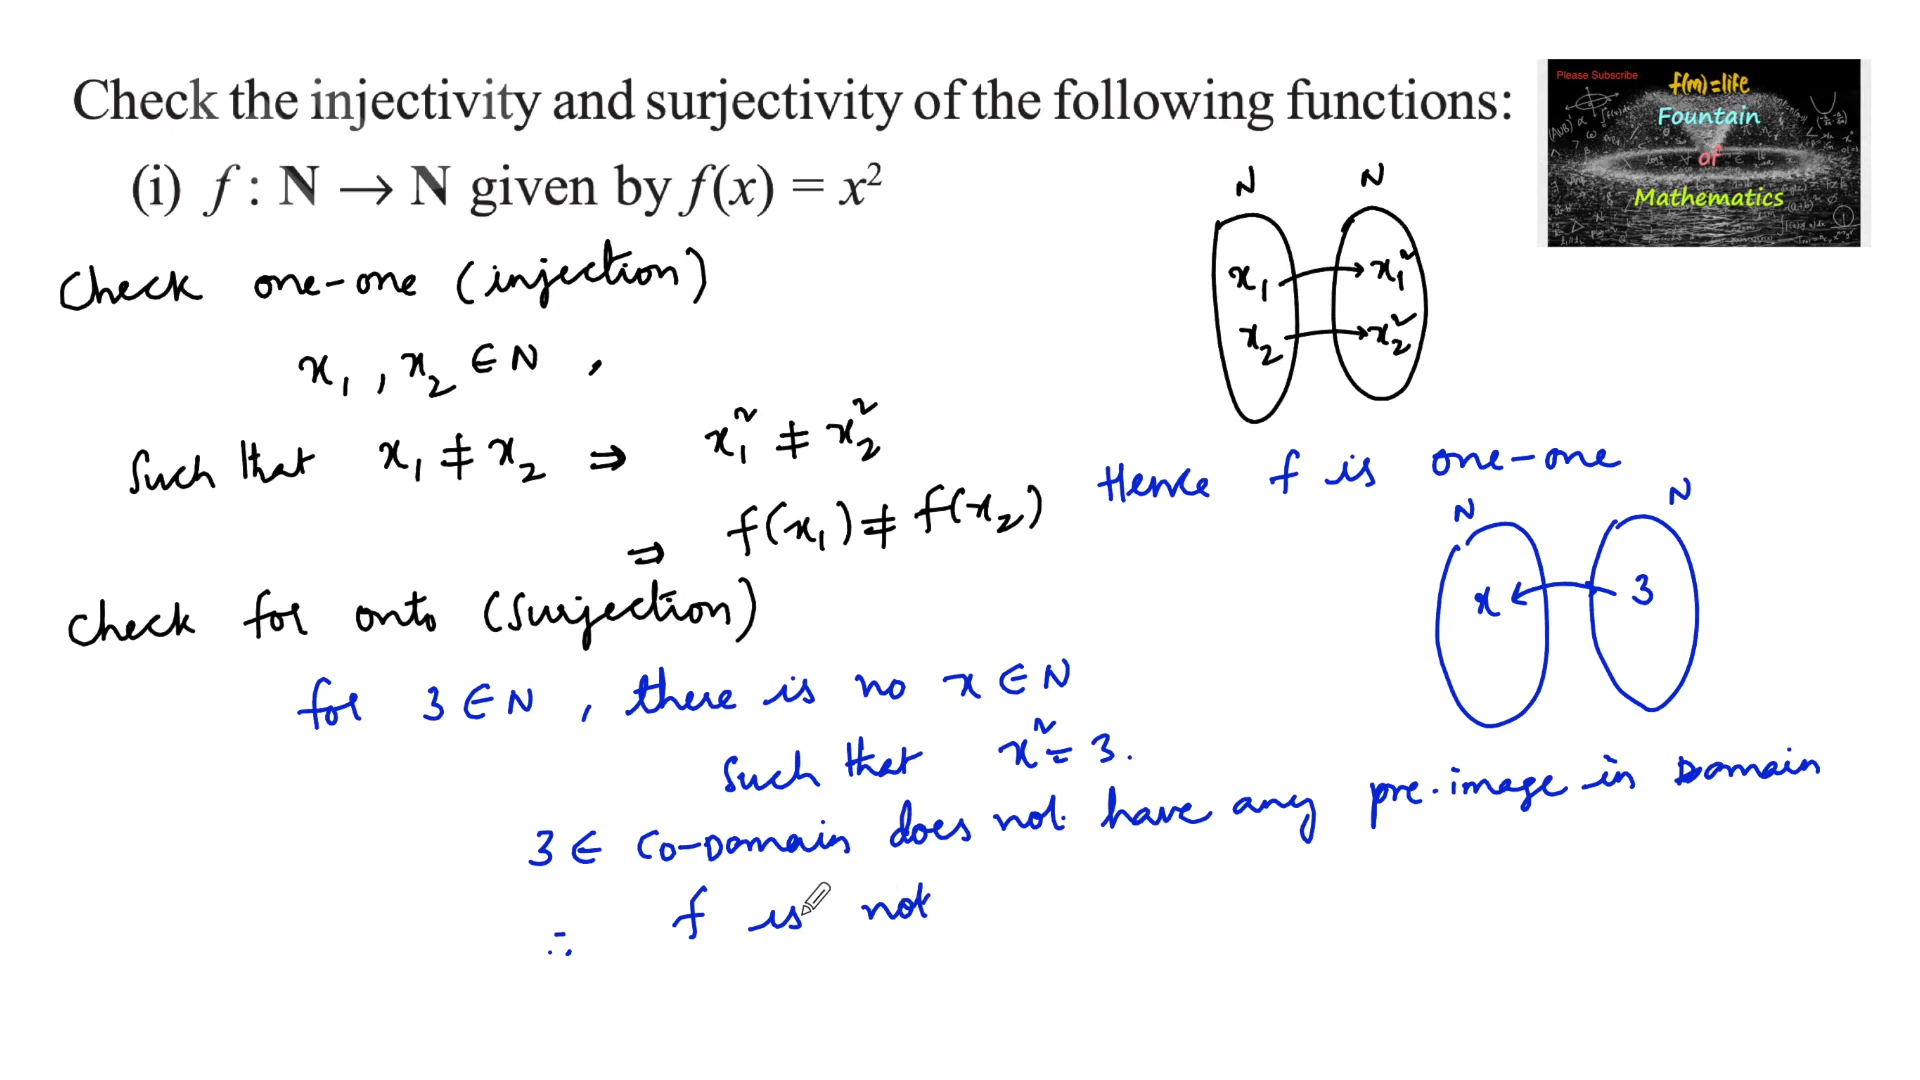 Check the injectivity and surjectivity of the following functions:
(i) f : N → N given by f(x) = x²
Please Subscribe
f(m)=life
Fountain
of
Mathematics
Check one-one (injection)
x₁, x₂ ∈ N,
Such that x₁ ≠ x₂ ⇒ x₁² ≠ x₂²
⇒ f(x₁) ≠ f(x₂)
N N
x₁ → x₁²
x₂ → x₂²
Hence f is one-one
Check for onto (Surjection)
N N
x ← 3
for 3 ∈ N, there is no x ∈ N
Such that x² = 3.
3 ∈ Co-Domain does not have any pre-image in Domain
∴ f is not